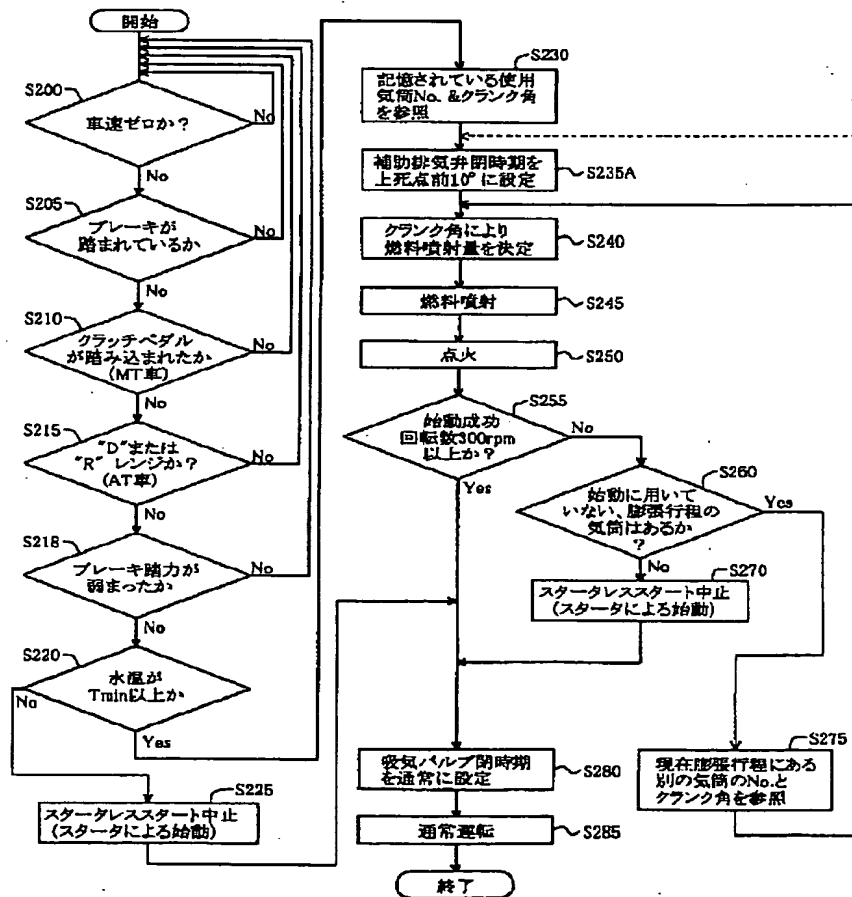 開始
S200
車速ゼロか?
No
No
S205
ブレーキが
踏まれているか
No
No
S210
クラッチペダル
が踏み込まれたか
(MT車)
No
No
S215
"D"または
"R" レンジか?
(AT車)
No
No
S218
ブレーキ踏力が
弱まったか
No
No
S220
水温が
Tmin以上か
No
Yes
S225
スタータレススタート中止
(スタータによる始動)
S230
記憶されている使用
気筒No.&クランク角
を参照
補助排気弁閉時期を
上死点前10°に設定
S235A
クランク角により
燃料噴射量を決定
S240
燃料噴射
S245
点火
S250
S255
始動成功
回転数300rpm
以上か?
No
Yes
S260
始動に用いて
いない、膨張行程の
気筒はあるか
?
Yes
No
S270
スタータレススタート中止
(スタータによる始動)
S275
現在膨張行程にある
別の気筒のNo.と
クランク角を参照
吸気バルブ閉時期
を通常に設定
S280
通常運転
S285
終了